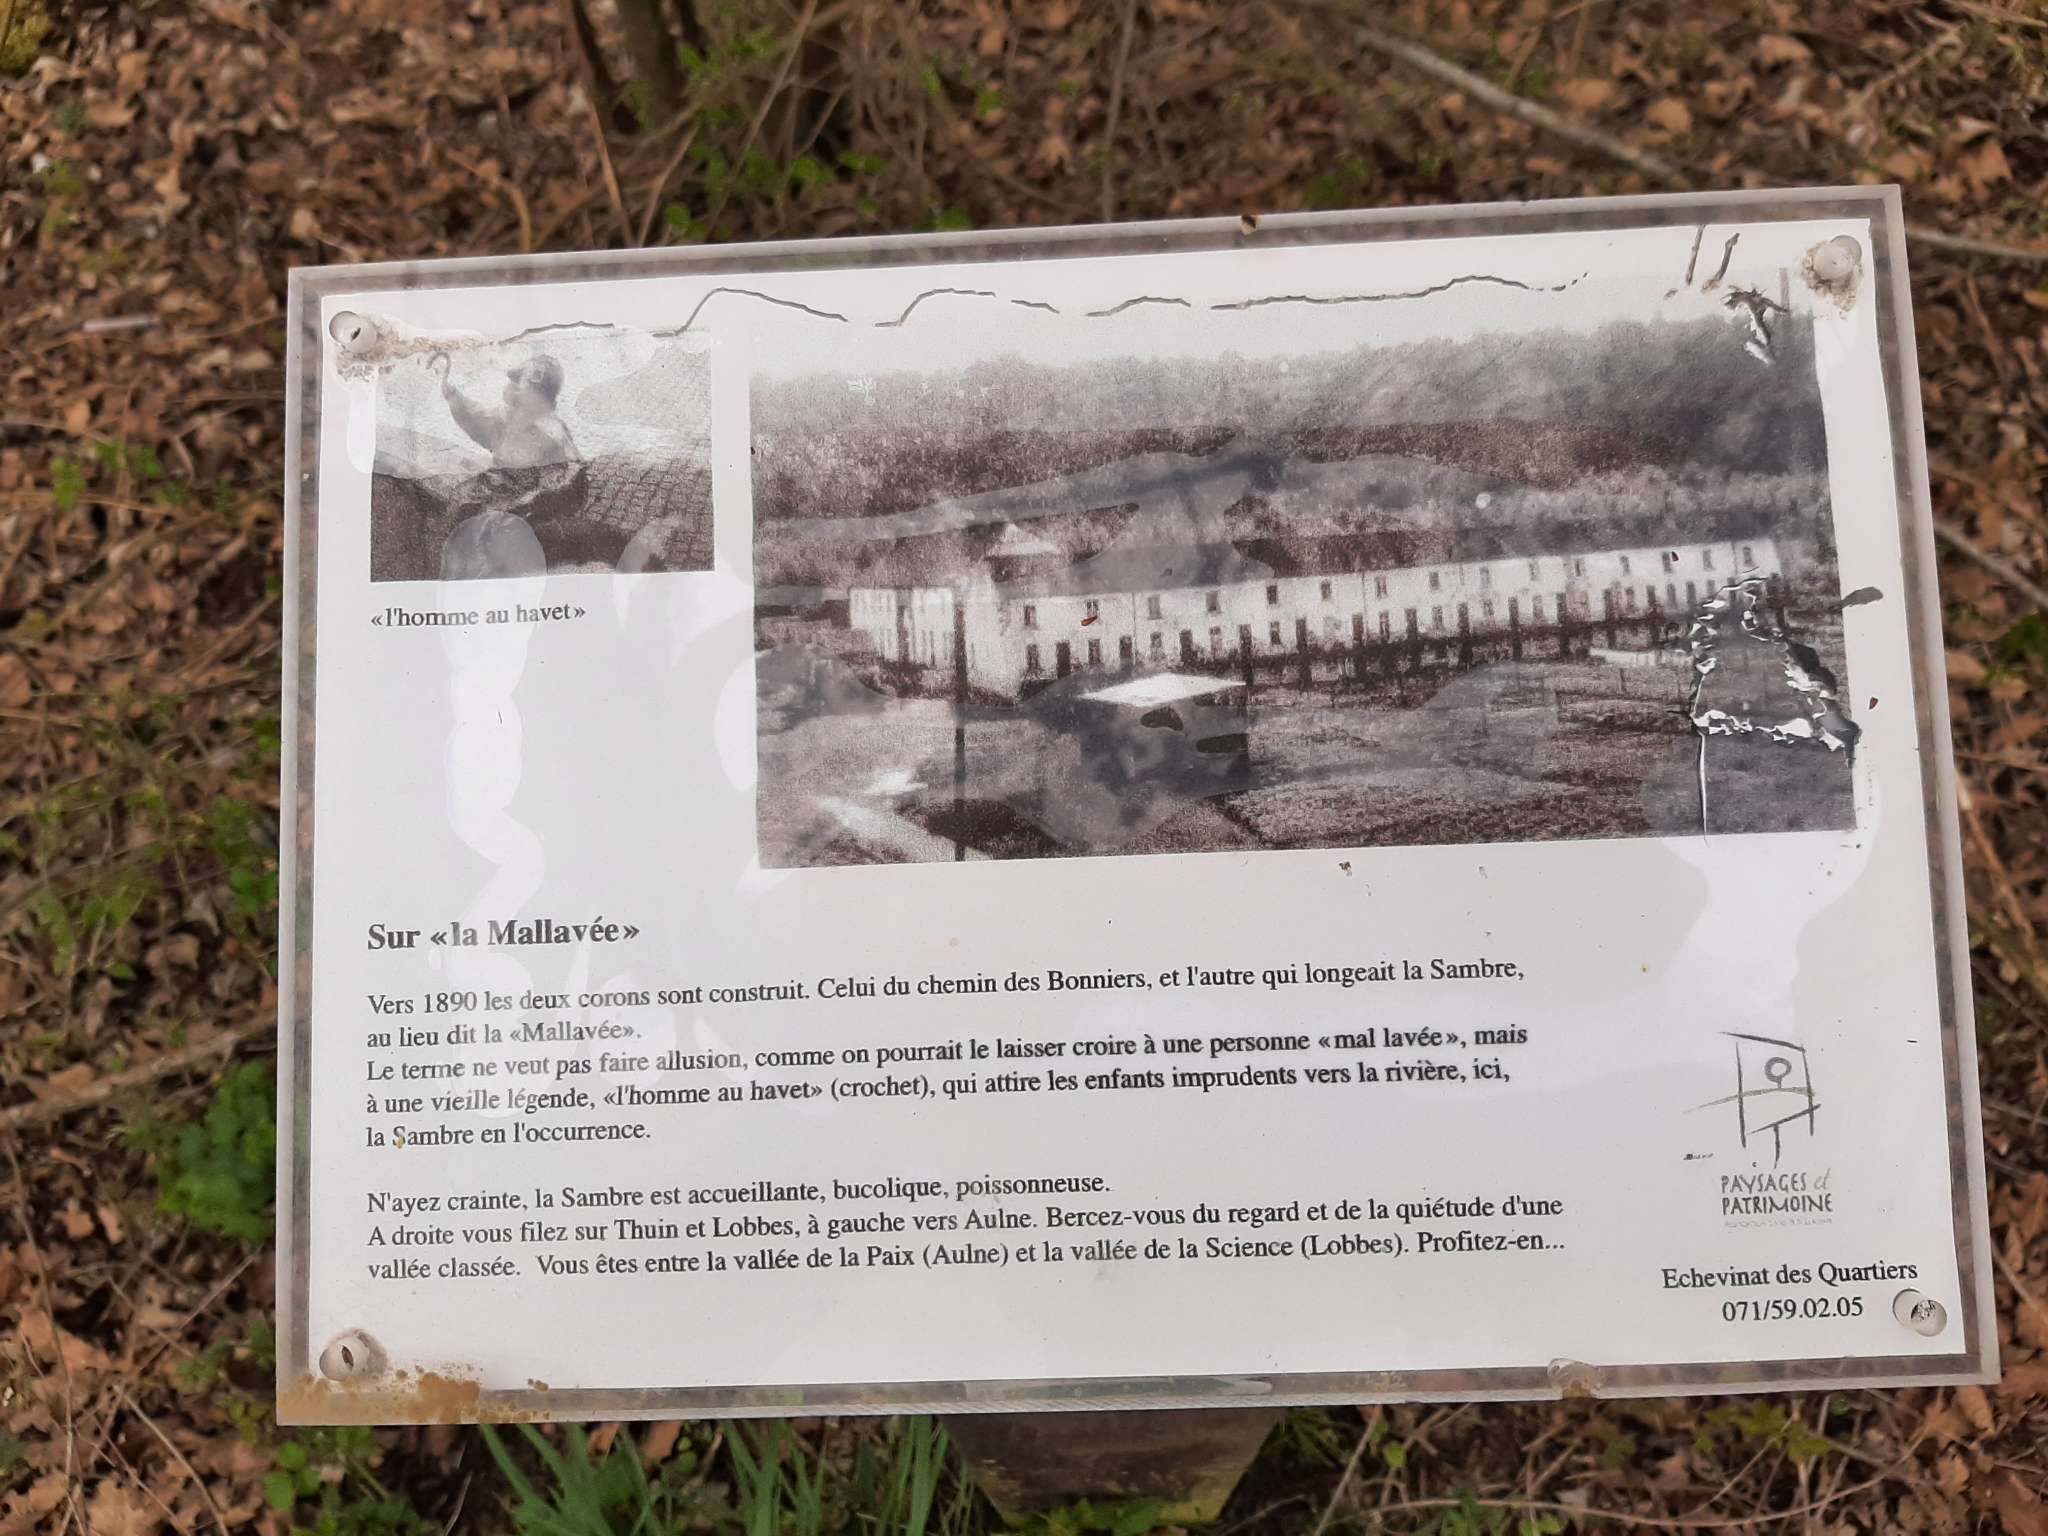 «l'homme au havet»
Sur «la Mallavée»
Vers 1890 les deux corons sont construit. Celui du chemin des Bonniers, et l'autre qui longeait la Sambre,
au lieu dit la «Mallavée».
Le terme ne veut pas faire allusion, comme on pourrait le laisser croire à une personne «mal lavée», mais
à une vieille légende, «l'homme au havet» (crochet), qui attire les enfants imprudents vers la rivière, ici,
la Sambre en l'occurrence.
N'ayez crainte, la Sambre est accueillante, bucolique, poissonneuse.
A droite vous filez sur Thuin et Lobbes, à gauche vers Aulne. Bercez-vous du regard et de la quiétude d'une
vallée classée. Vous êtes entre la vallée de la Paix (Aulne) et la vallée de la Science (Lobbes). Profitez-en...
PAYSAGES et
PATRIMOINE
Echevinat des Quartiers
071/59.02.05